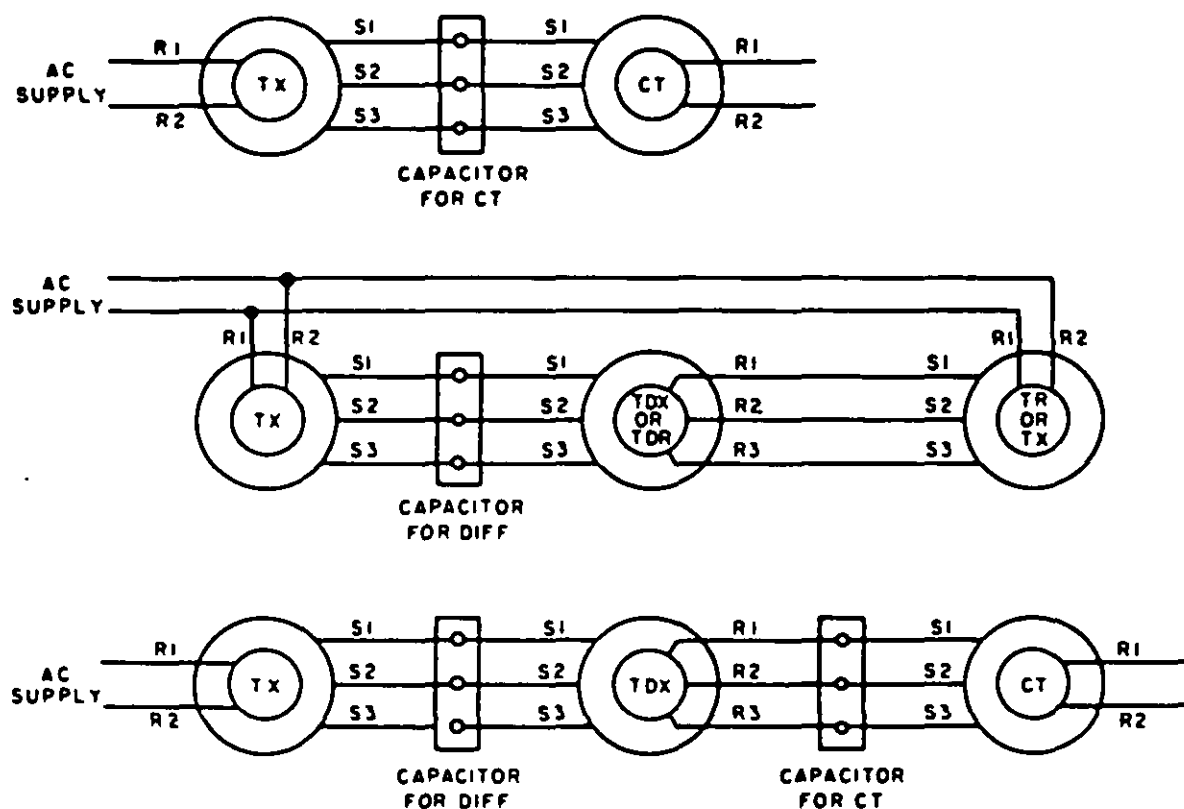 R1 S1 S1 R1
AC
SUPPLY
TX S2 S2 CT
R2 S3 S3 R2
CAPACITOR
FOR CT
AC
SUPPLY
R1 R2 R1 R2
S1 S1 R1 S1
TX S2 S2 TDX
OR
TDR
R2 S2 TR
OR
TX
S3 S3 R3 S3
CAPACITOR
FOR DIFF
S1 S1 R1 S1
R1 R1
AC
SUPPLY
TX S2 S2 TDX R2 S2 CT
R2 S3 S3 R3 S3 R2
CAPACITOR
FOR DIFF
CAPACITOR
FOR CT